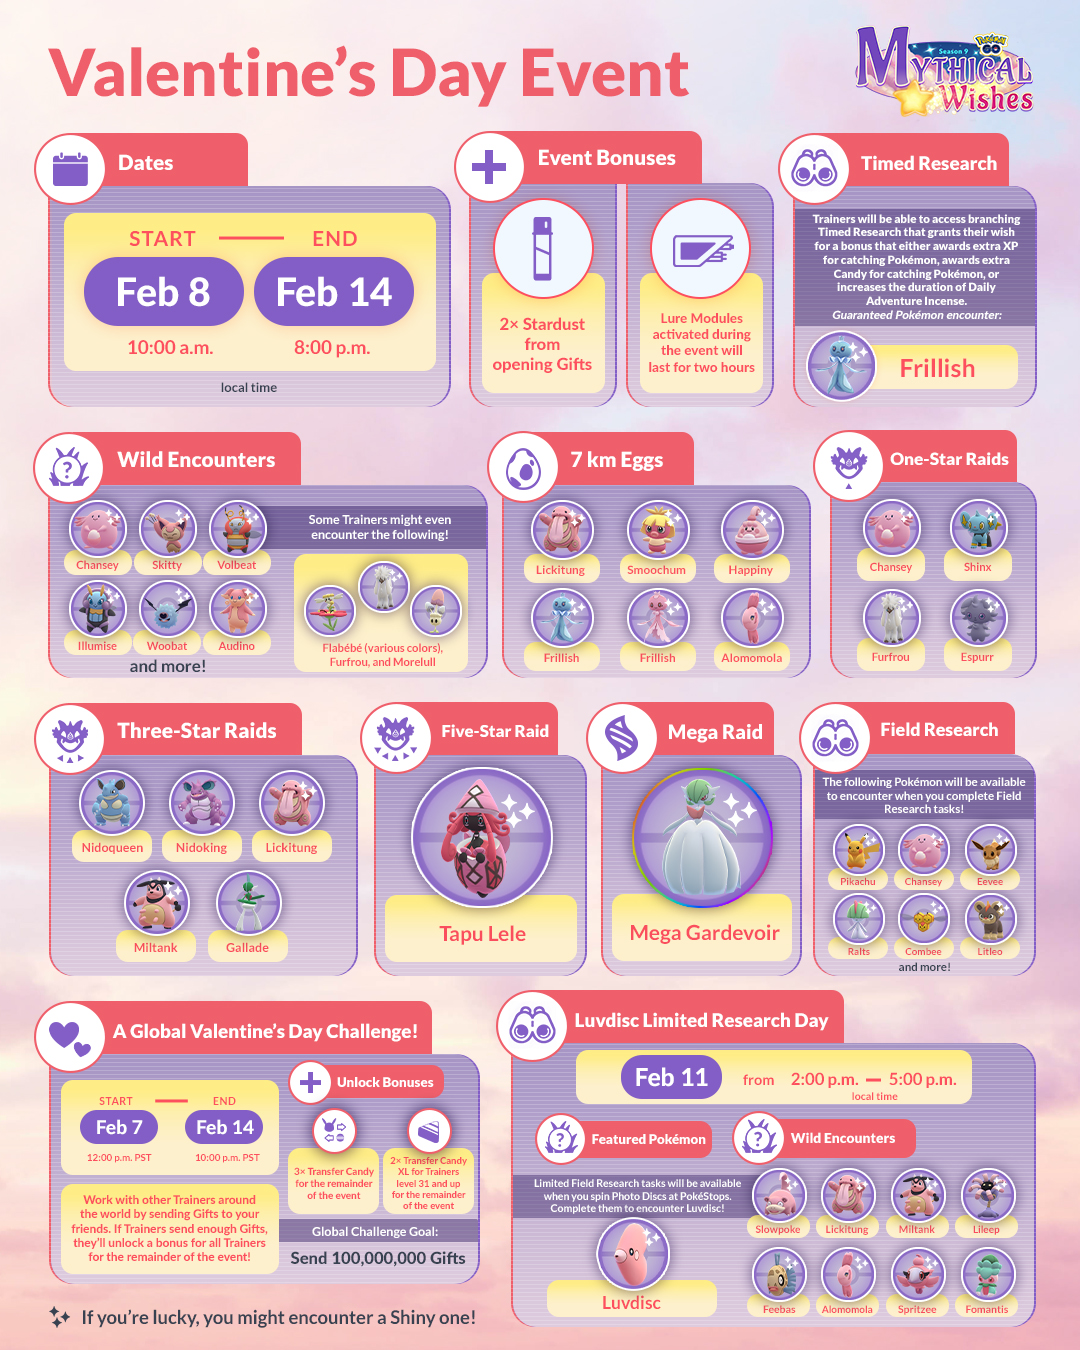 Valentine's Day Event
Season 9
Pokémon
GO
MYTHICAL
Wishes
Dates
START
END
Feb 8
Feb 14
10:00 a.m.
8:00 p.m.
local time
Event Bonuses
2× Stardust
from
opening Gifts
Lure Modules
activated during
the event will
last for two hours
Timed Research
Trainers will be able to access branching
Timed Research that grants their wish
for a bonus that either awards extra XP
for catching Pokémon, awards extra
Candy for catching Pokémon, or
increases the duration of Daily
Adventure Incense.
Guaranteed Pokémon encounter:
Frillish
Wild Encounters
Chansey
Skitty
Volbeat
Illumise
Woobat
Audino
and more!
Some Trainers might even
encounter the following!
Flabébé (various colors),
Furfrou, and Morelull
7 km Eggs
Lickitung
Smoochum
Happiny
Frillish
Frillish
Alomomola
One-Star Raids
Chansey
Shinx
Furfrou
Espurr
Three-Star Raids
Nidoqueen
Nidoking
Lickitung
Miltank
Gallade
Five-Star Raid
Tapu Lele
Mega Raid
Mega Gardevoir
Field Research
The following Pokémon will be available
to encounter when you complete Field
Research tasks!
Pikachu
Chansey
Eevee
Ralts
Combee
Litleo
and more!
A Global Valentine's Day Challenge!
START
END
Feb 7
Feb 14
12:00 p.m. PST
10:00 p.m. PST
Work with other Trainers around
the world by sending Gifts to your
friends. If Trainers send enough Gifts,
they'll unlock a bonus for all Trainers
for the remainder of the event!
Unlock Bonuses
3× Transfer Candy
for the remainder
of the event
2× Transfer Candy
XL for Trainers
level 31 and up
for the remainder
of the event
Global Challenge Goal:
Send 100,000,000 Gifts
Luvdisc Limited Research Day
Feb 11
from
2:00 p.m. — 5:00 p.m.
local time
Featured Pokémon
Limited Field Research tasks will be available
when you spin Photo Discs at PokéStops.
Complete them to encounter Luvdisc!
Luvdisc
Wild Encounters
Slowpoke
Lickitung
Miltank
Lileep
Feebas
Alomomola
Spritzee
Fomantis
If you're lucky, you might encounter a Shiny one!